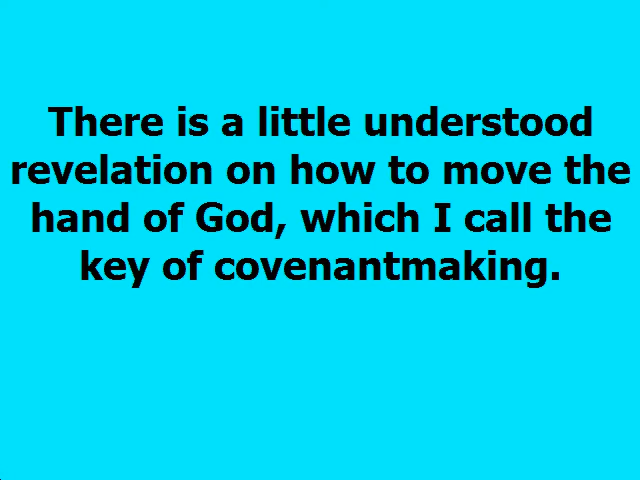 There is a little understood
revelation on how to move the
hand of God, which I call the
key of covenantmaking.